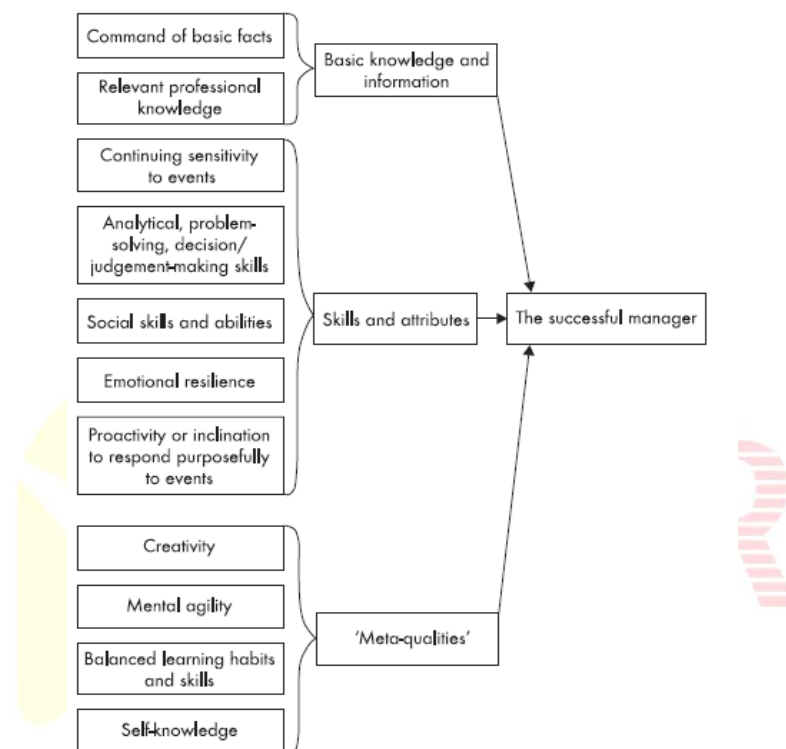 Command of basic facts
Relevant professional
knowledge
Basic knowledge and
information
Continuing sensitivity
to events
Analytical, problem-
solving, decision/
judgement-making skills
Social skills and abilities
Emotional resilience
Proactivity or inclination
to respond purposefully
to events
Skills and attributes
The successful manager
Creativity
Mental agility
Balanced learning habits
and skills
Self-knowledge
'Meta-qualities'